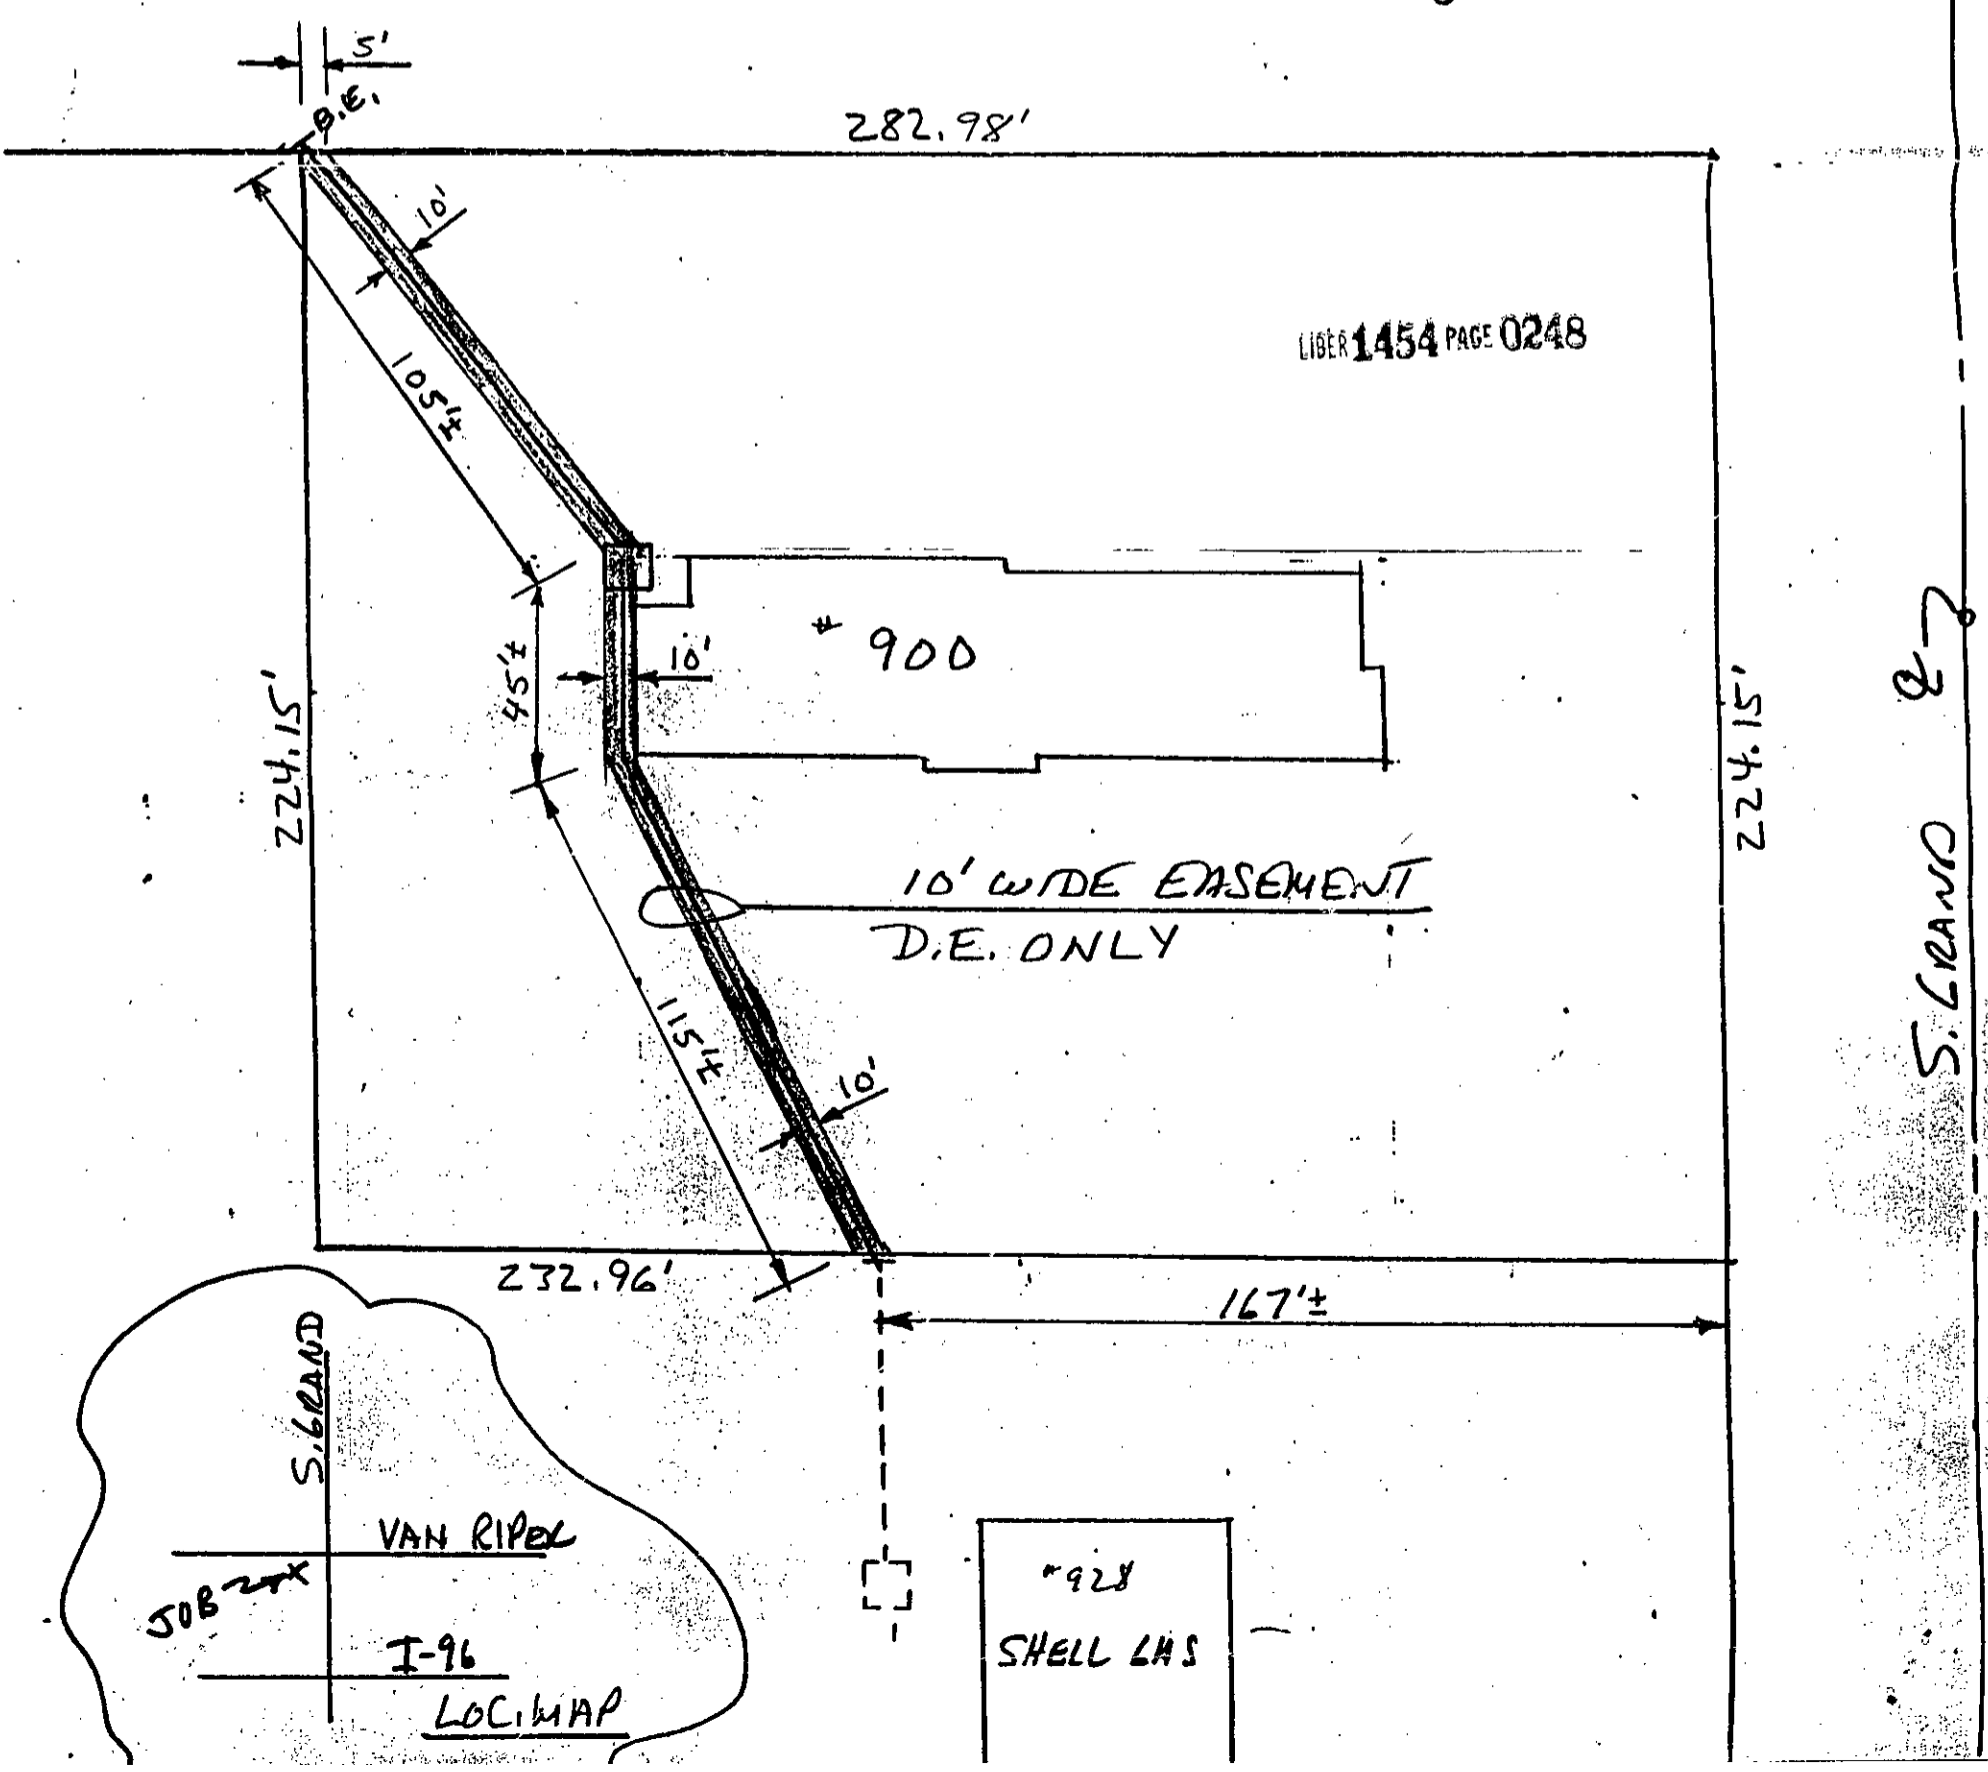 5'
B.E.
282.98'
10'
LIBER 1454 PAGE 0248
105'±
# 900
10'
45'±
224.15'
224.15'
S. GRAND
10' WIDE EASEMENT
D.E. ONLY
115'±
10'
232.96'
167'±
S. GRAND
VAN RIPER
JOB
X
I-96
LOC. MAP
#928
SHELL GAS